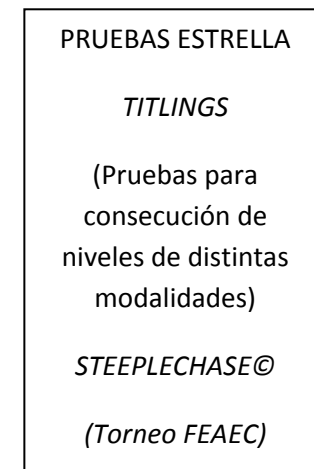 PRUEBAS ESTRELLA
TITLINGS
(Pruebas para
consecución de
niveles de distintas
modalidades)
STEEPLECHASE©
(Torneo FEAEC)